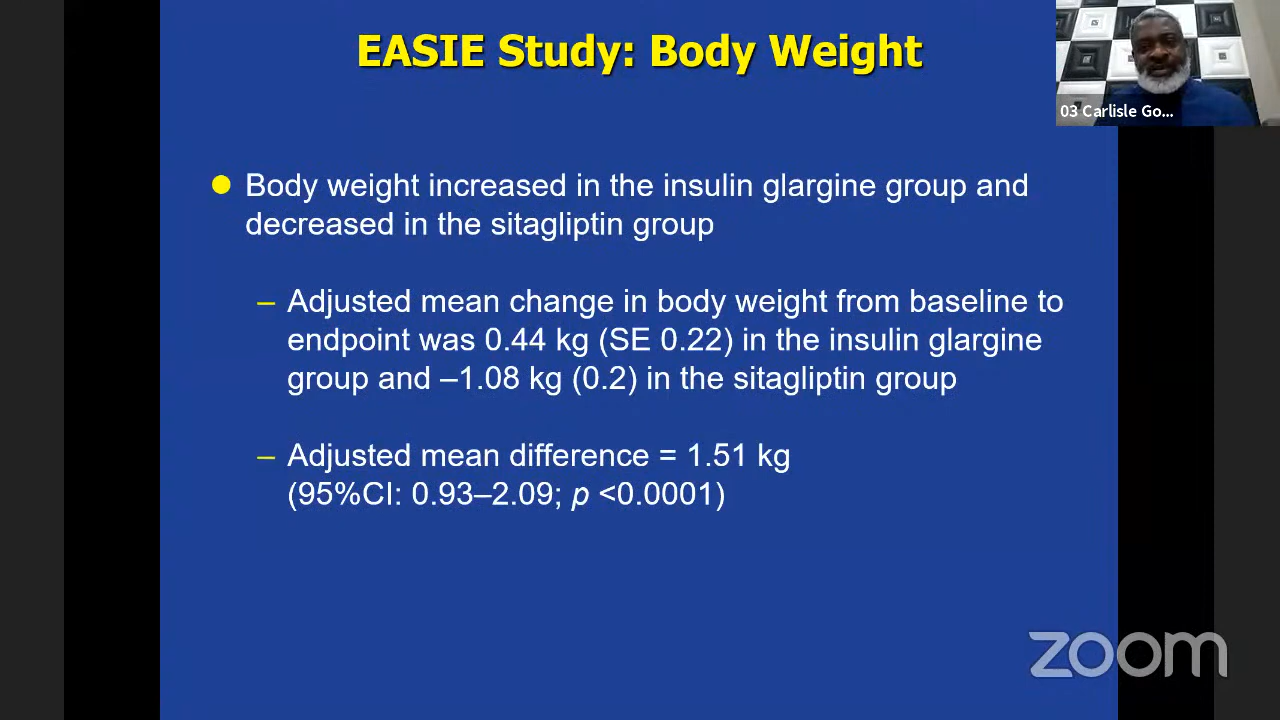 EASIE Study: Body Weight
03 Carlisle Go...
Body weight increased in the insulin glargine group and
decreased in the sitagliptin group
– Adjusted mean change in body weight from baseline to
endpoint was 0.44 kg (SE 0.22) in the insulin glargine
group and –1.08 kg (0.2) in the sitagliptin group
– Adjusted mean difference = 1.51 kg
(95%CI: 0.93–2.09; p <0.0001)
zoom